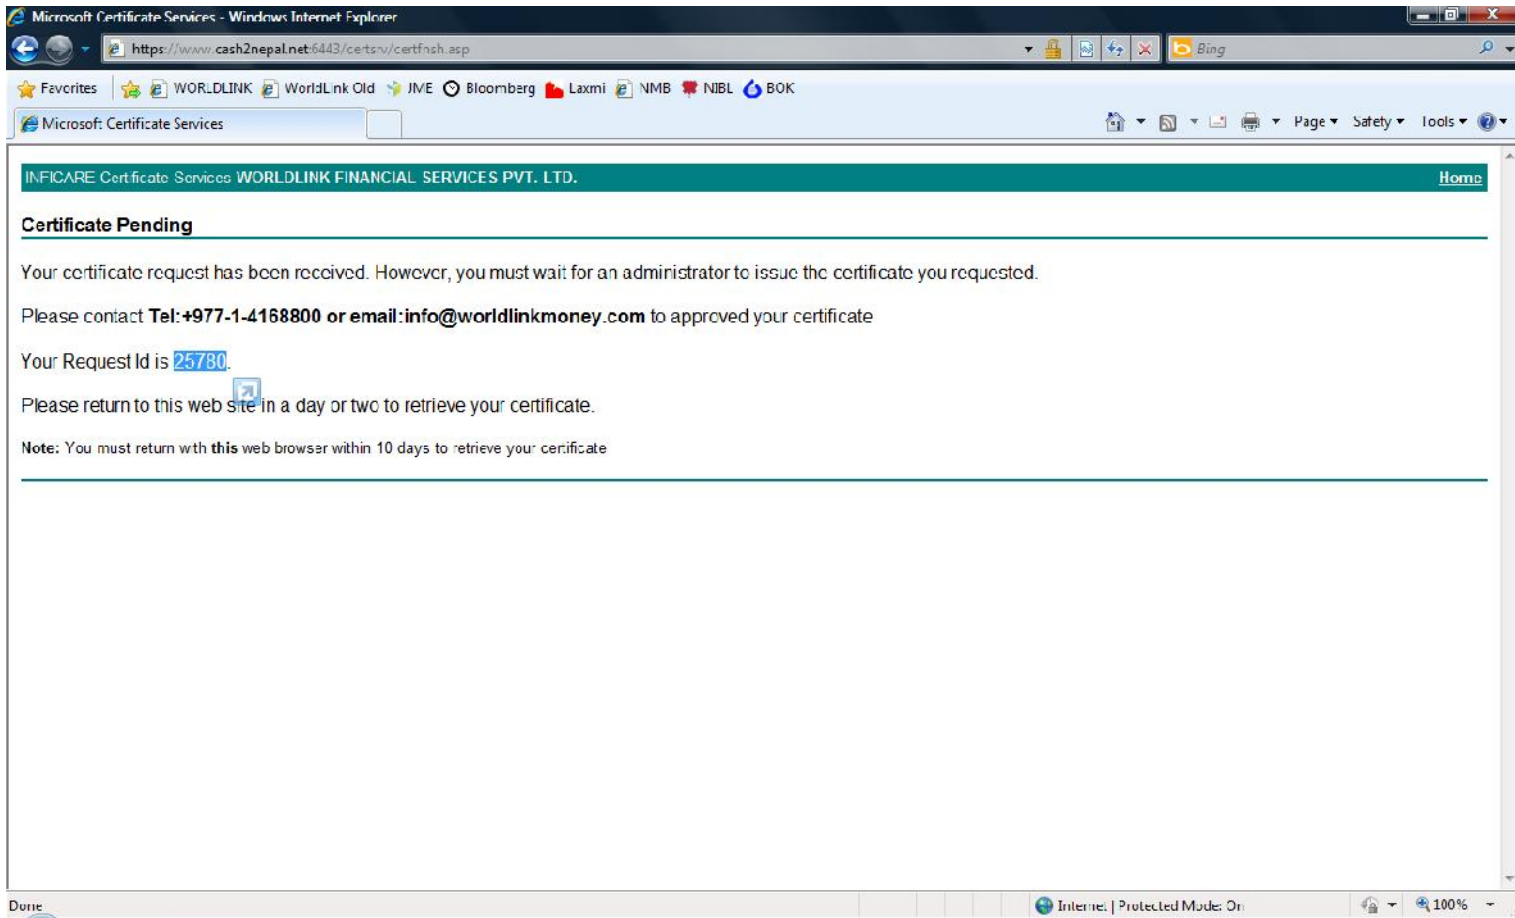 Microsoft Certificate Services - Windows Internet Explorer
https://www.cash2nepal.net:6443/certsrv/certfnsh.asp
Bing
Favorites WORLDLINK WorldLink Old JME Bloomberg Laxmi NMB NIBL BOK
Microsoft Certificate Services
Page Safety Tools
INFICARE Certificate Services WORLDLINK FINANCIAL SERVICES PVT. LTD. Home
Certificate Pending
Your certificate request has been received. However, you must wait for an administrator to issue the certificate you requested.
Please contact Tel:+977-1-4168800 or email:info@worldlinkmoney.com to approved your certificate
Your Request Id is 25780.
Please return to this web site in a day or two to retrieve your certificate.
Note: You must return with this web browser within 10 days to retrieve your certificate
Done Internet | Protected Mode: On 100%